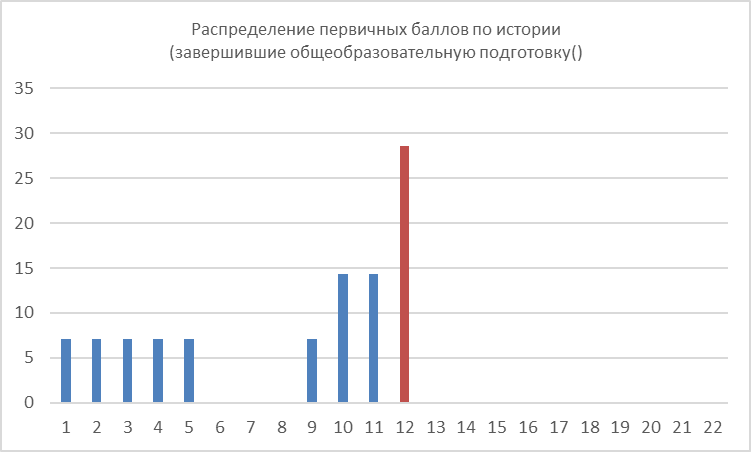 Распределение первичных баллов по истории
(завершившие общеобразовательную подготовку()
35
30
25
20
15
10
5
0
1 2 3 4 5 6 7 8 9 10 11 12 13 14 15 16 17 18 19 20 21 22